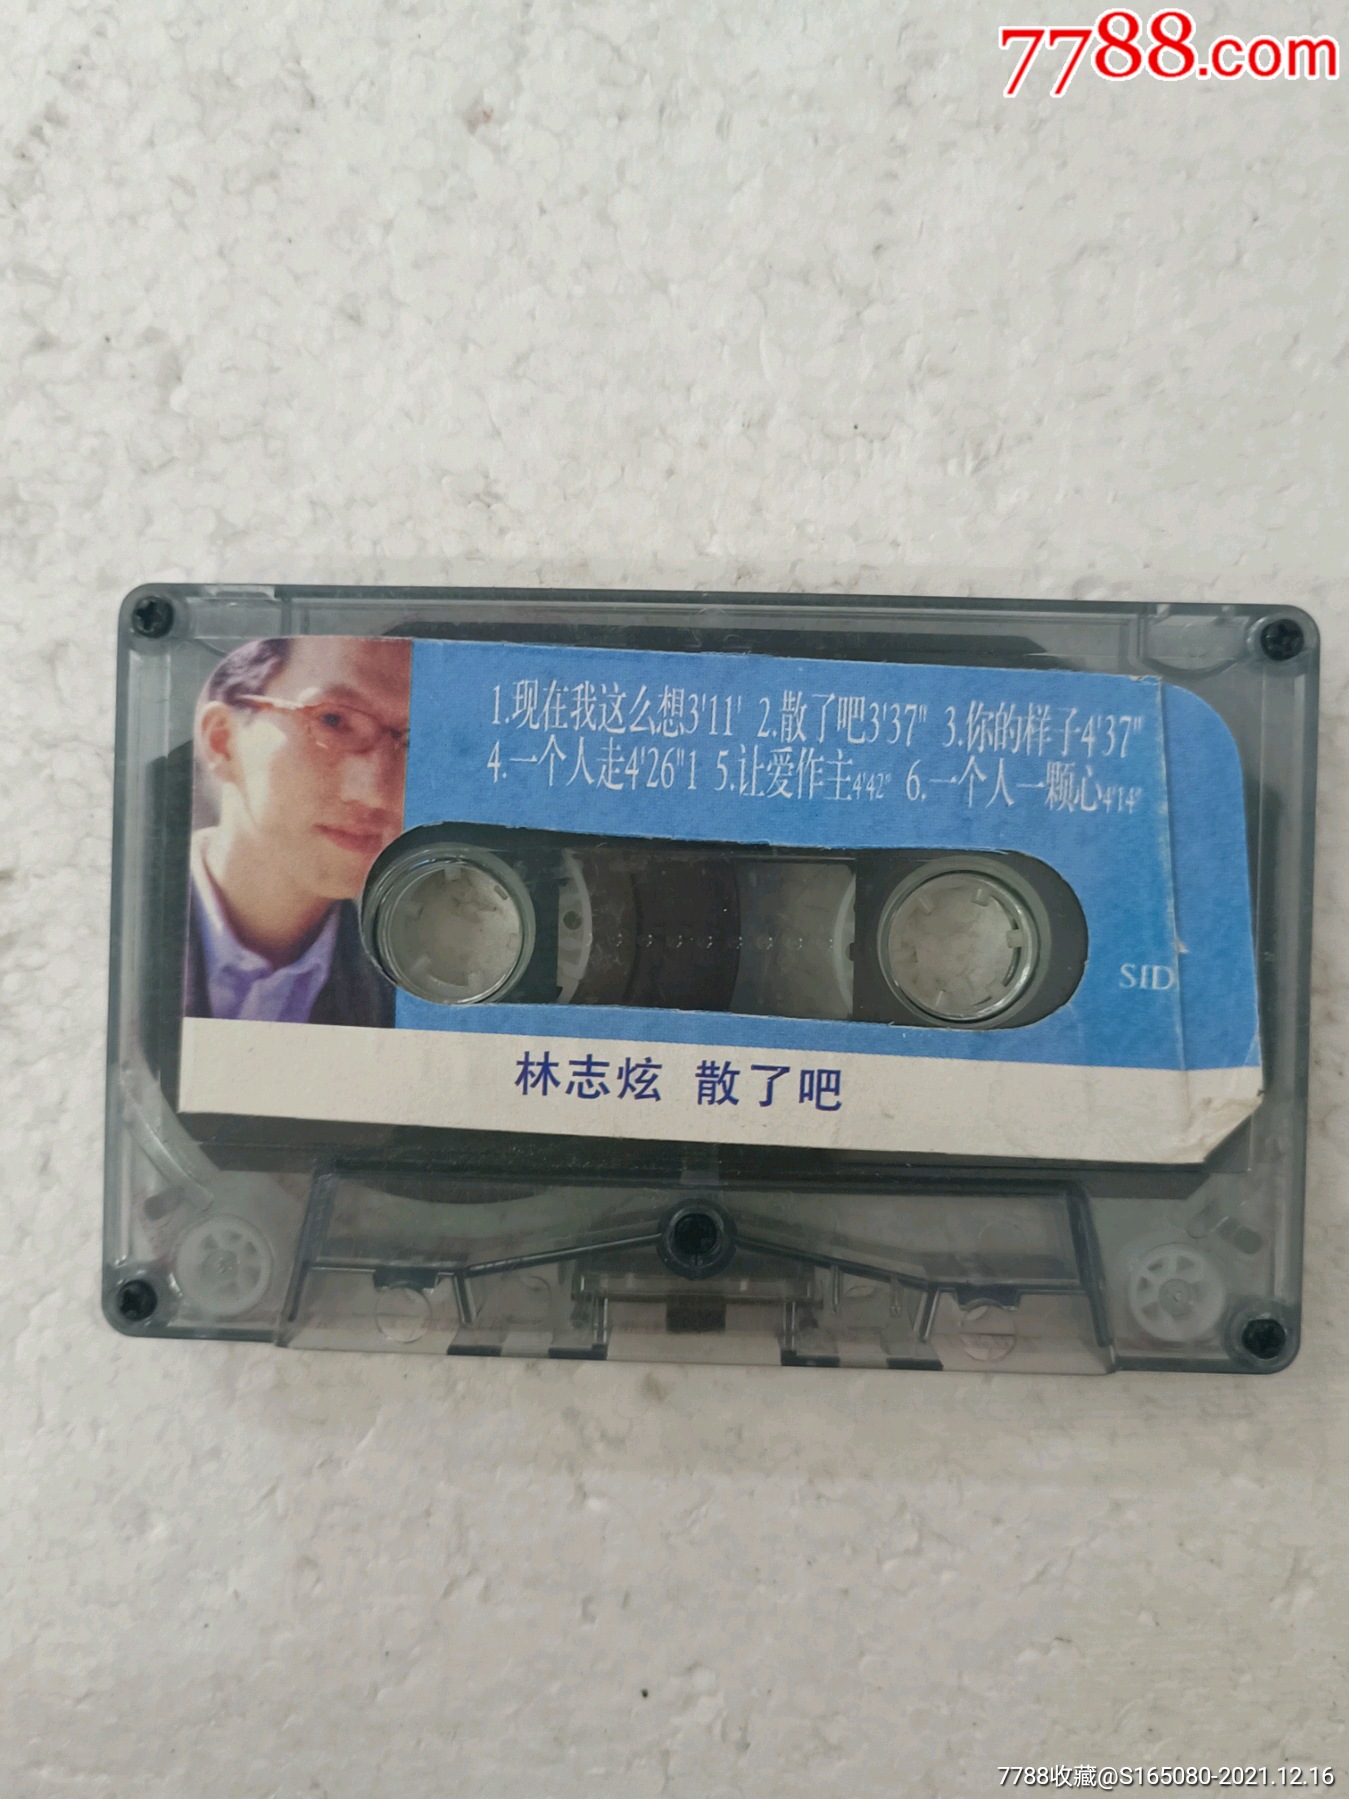 7788.com
1.现在我这么想3'11' 2.散了吧3'37" 3.你的样子4'37"
4.一个人走4'26"1 5.让爱作主4'42" 6.一个人一颗心4'14"
SID
林志炫 散了吧
7788收藏@S165080-2021.12.16